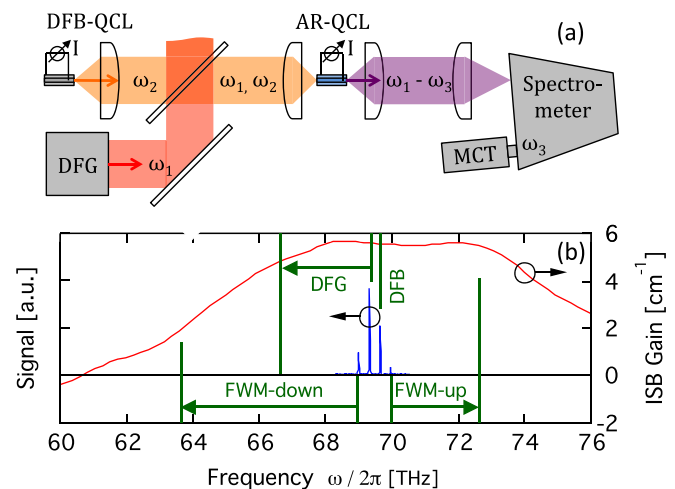 DFB-QCL AR-QCL (a)
I I
ω₂ ω₁, ω₂ ω₁ - ω₃ Spectro-
meter
DFG ω₁ MCT ω₃
(b)
Signal [a.u.]
ISB Gain [cm⁻¹]
6
4
2
0
-2
DFG
DFB
FWM-down FWM-up
60 62 64 66 68 70 72 74 76
Frequency ω / 2π [THz]